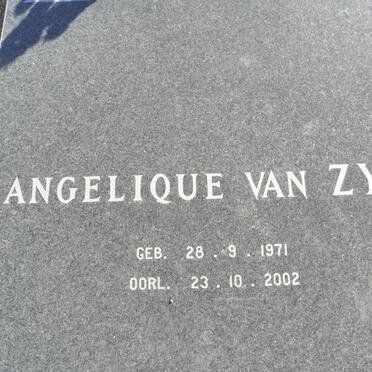 ANGELIQUE VAN ZY
GEB. 28 . 9 . 1971
OORL. 23 . 10 . 2002